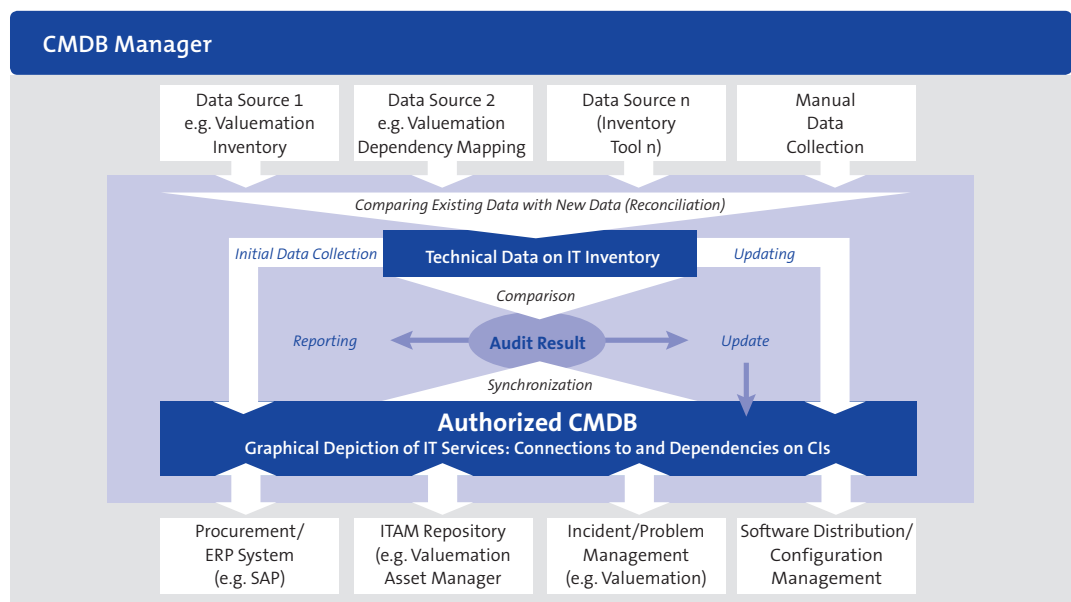 CMDB Manager
Data Source 1
e.g. Valuemation
Inventory
Data Source 2
e.g. Valuemation
Dependency Mapping
Data Source n
(Inventory
Tool n)
Manual
Data
Collection
Comparing Existing Data with New Data (Reconciliation)
Initial Data Collection
Technical Data on IT Inventory
Updating
Comparison
Reporting
Audit Result
Update
Synchronization
Authorized CMDB
Graphical Depiction of IT Services: Connections to and Dependencies on CIs
Procurement/
ERP System
(e.g. SAP)
ITAM Repository
(e.g. Valuemation
Asset Manager
Incident/Problem
Management
(e.g. Valuemation)
Software Distribution/
Configuration
Management